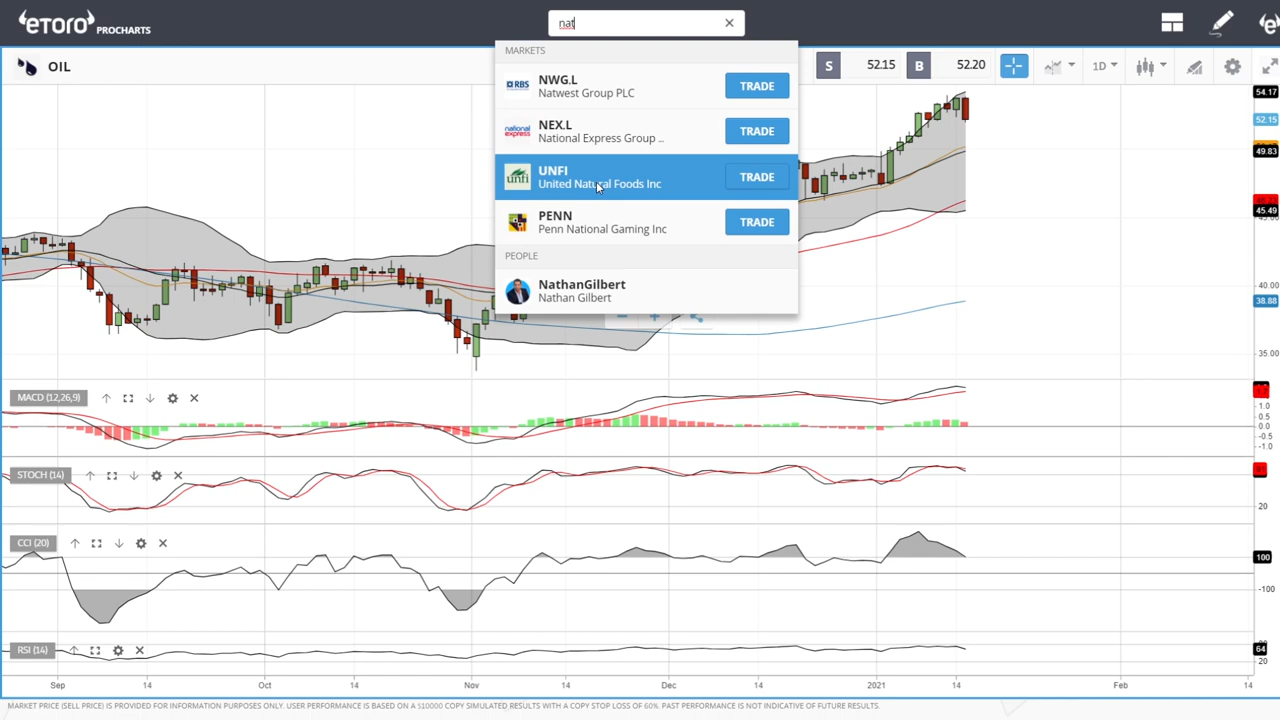 eTORO PROCHARTS
nat
MARKETS
RBS
NWG.L
Natwest Group PLC
TRADE
national express
NEX.L
National Express Group ..
TRADE
unfi
UNFI
United Natural Foods Inc
TRADE
PENN
Penn National Gaming Inc
TRADE
PEOPLE
NathanGilbert
Nathan Gilbert
OIL
S 52.15 B 52.20 1D
54.17
52.15
49.83
45.49
40.00
38.88
35.00
MACD (12,26,9)
1.0
0.5
0.0
-0.5
-1.0
STOCH (14)
20
CCI (20)
100
-100
RSI (14)
64
20
Sep 14 Oct 14 Nov 14 Dec 14 2021 14 Feb 14
MARKET PRICE (SELL PRICE) IS PROVIDED FOR INFORMATION PURPOSES ONLY. USER PERFORMANCE IS BASED ON A $10000 COPY SIMULATED RESULTS WITH A COPY STOP LOSS OF 60%. PAST PERFORMANCE IS NOT INDICATIVE OF FUTURE RESULTS.